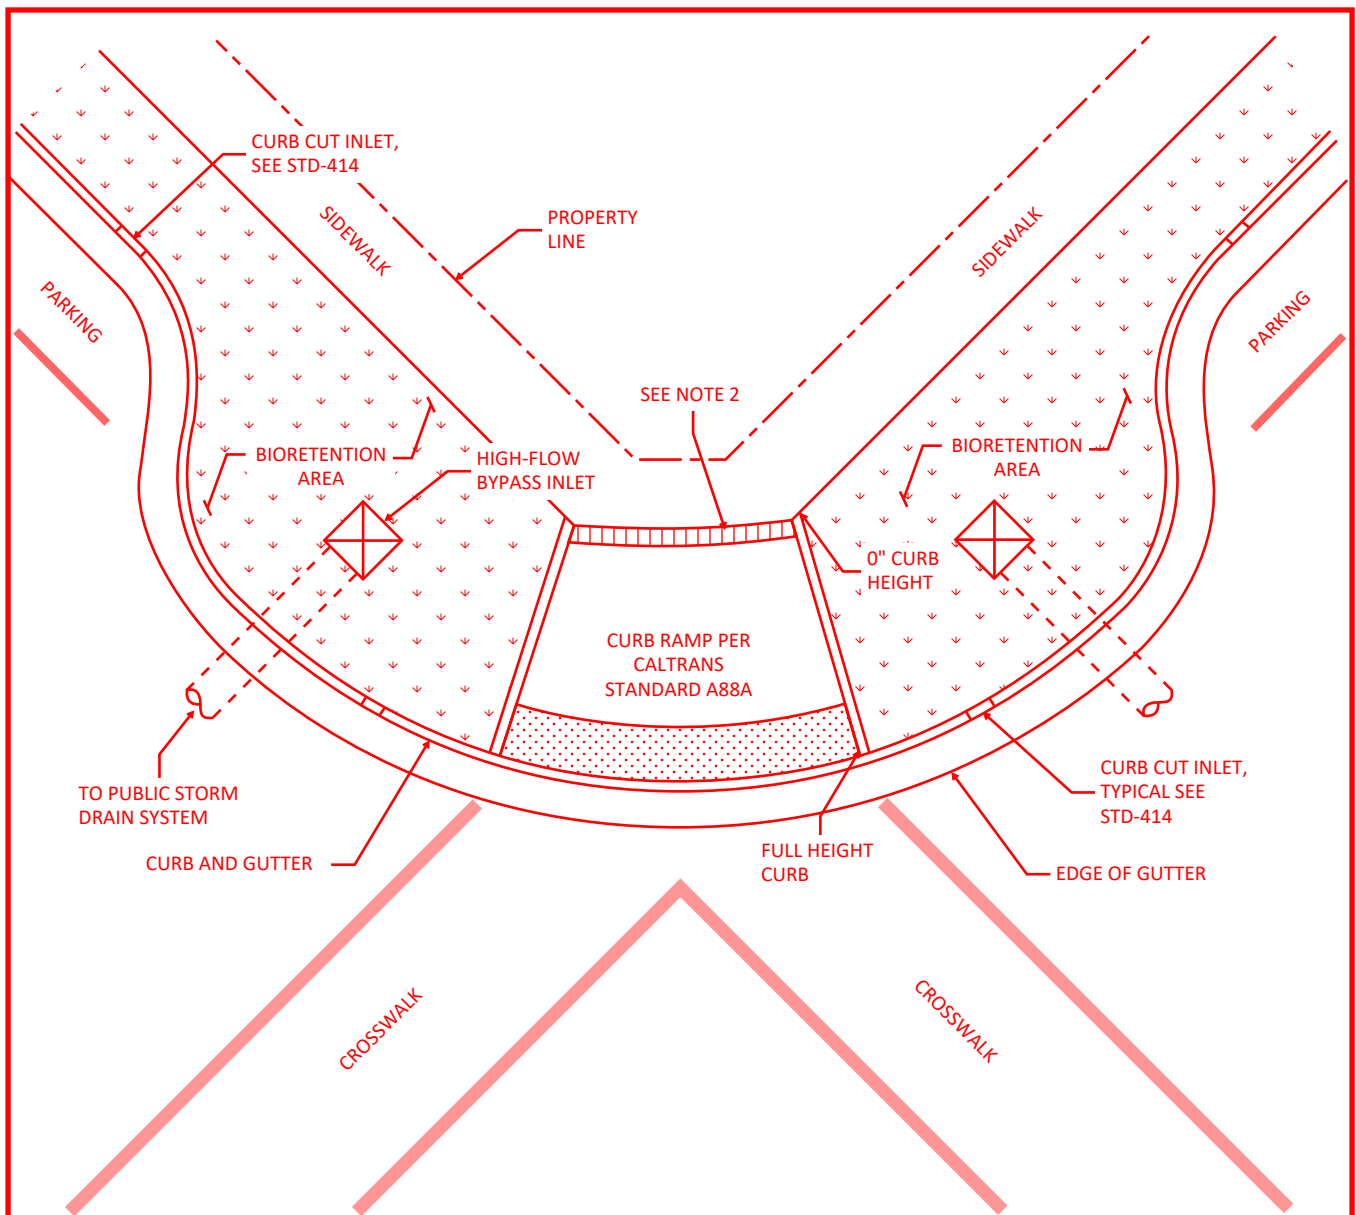 CURB CUT INLET,
SEE STD-414
SIDEWALK
PROPERTY
LINE
SIDEWALK
PARKING
PARKING
SEE NOTE 2
BIORETENTION
AREA
HIGH-FLOW
BYPASS INLET
BIORETENTION
AREA
0" CURB
HEIGHT
CURB RAMP PER
CALTRANS
STANDARD A88A
TO PUBLIC STORM
DRAIN SYSTEM
CURB CUT INLET,
TYPICAL SEE
STD-414
CURB AND GUTTER
FULL HEIGHT
CURB
EDGE OF GUTTER
CROSSWALK
CROSSWALK